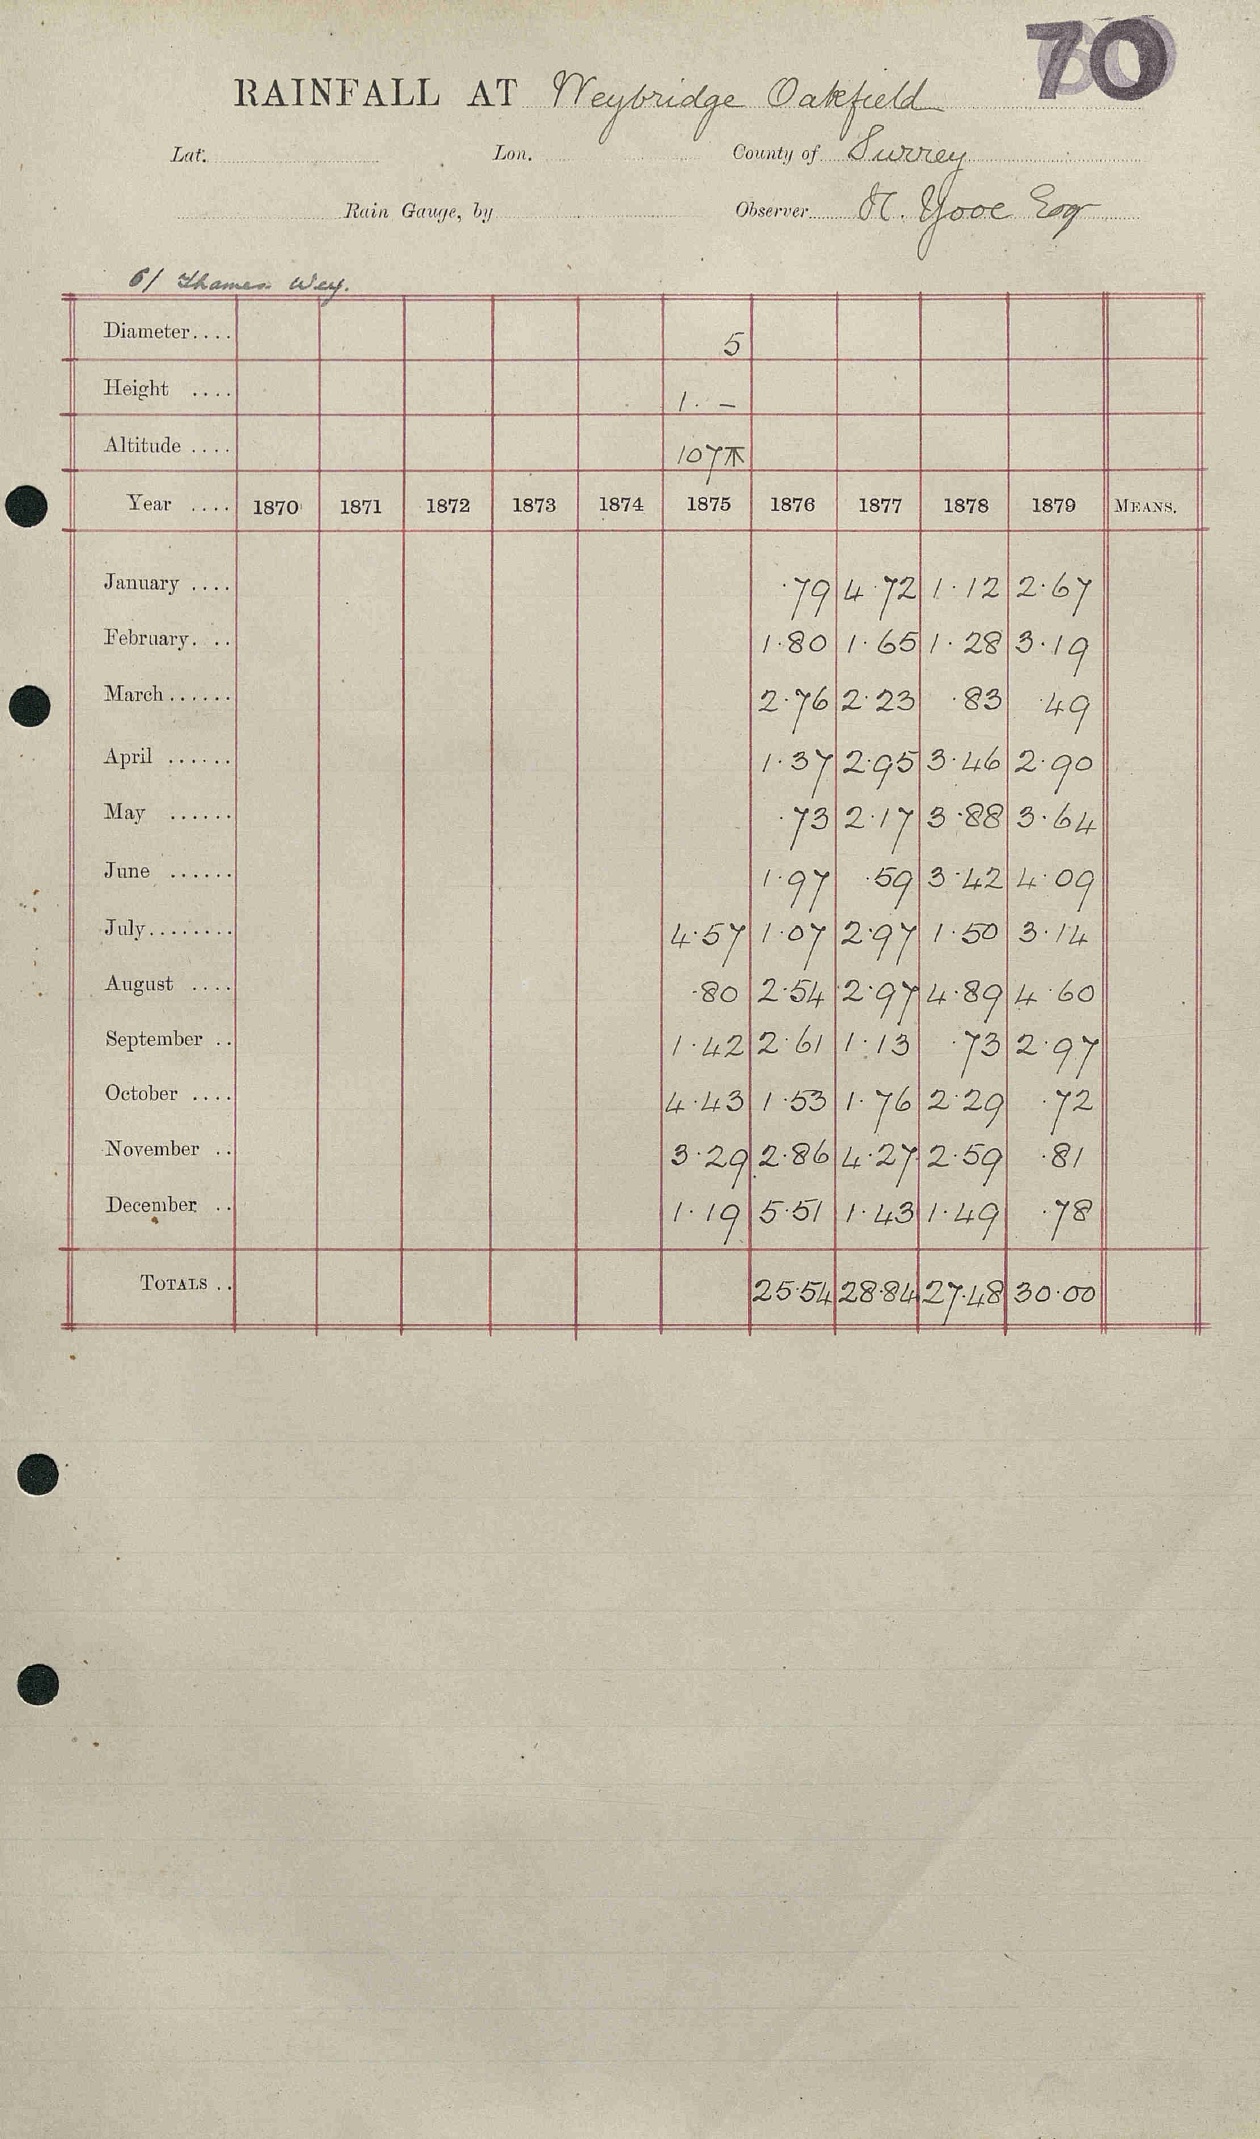 70
RAINFALL AT Weybridge Oakfield
Lat. Lon. County of Surrey
Rain Gauge, by Observer H. Yool Esqr
6/ Thames Wey.
Diameter.... 5
Height .... 1. –
Altitude .... 107
Year .... 1870 1871 1872 1873 1874 1875 1876 1877 1878 1879 MEANS.
January .... ·79 4·72 1·12 2·67
February. .. 1·80 1·65 1·28 3·19
March...... 2·76 2·23 ·83 ·49
April ...... 1·37 2·95 3·46 2·90
May ...... ·73 2·17 3·88 3·64
June ...... 1·97 ·59 3·42 4·09
July........ 4·57 1·07 2·97 1·50 3·14
August .... ·80 2·54 2·97 4·89 4·60
September .. 1·42 2·61 1·13 ·73 2·97
October .... 4·43 1·53 1·76 2·29 ·72
November .. 3·29 2·86 4·27 2·59 ·81
December .. 1·19 5·51 1·43 1·49 ·78
TOTALS .. 25·54 28·84 27·48 30·00